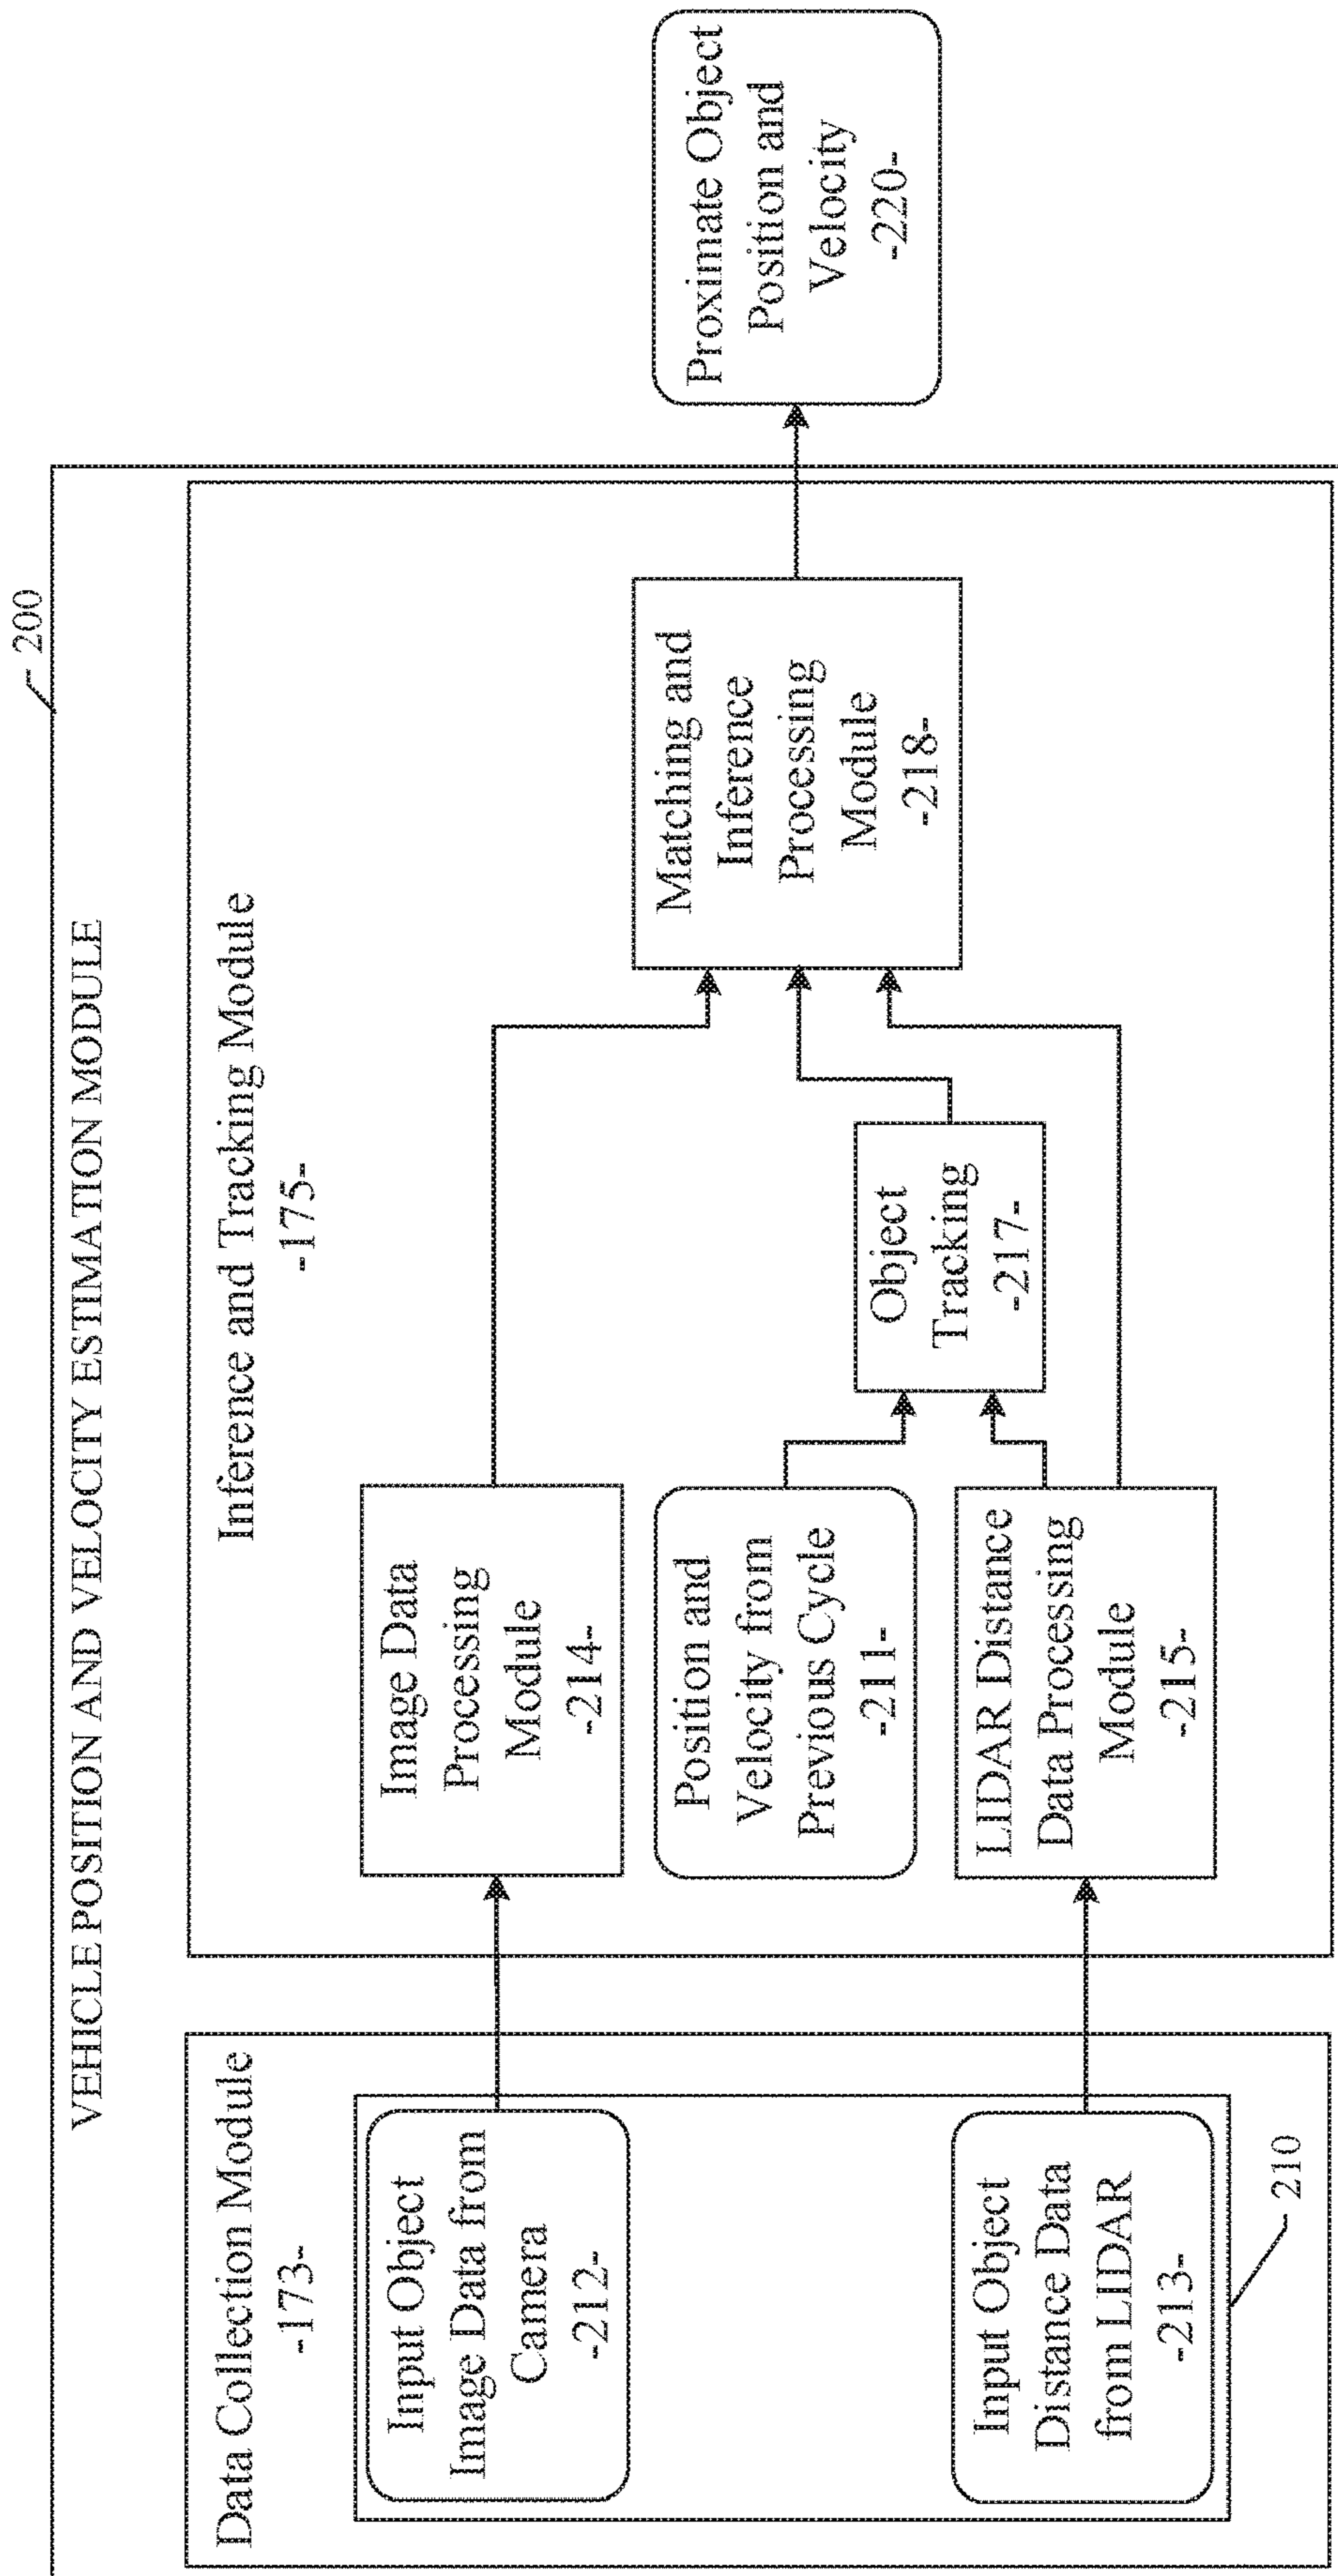 200
VEHICLE POSITION AND VELOCITY ESTIMATION MODULE
Data Collection Module
-173-
Input Object
Image Data from
Camera
-212-
Input Object
Distance Data
from LIDAR
-213-
210
Inference and Tracking Module
-175-
Image Data
Processing
Module
-214-
Position and
Velocity from
Previous Cycle
-211-
LIDAR Distance
Data Processing
Module
-215-
Object
Tracking
-217-
Matching and
Inference
Processing
Module
-218-
Proximate Object
Position and
Velocity
-220-